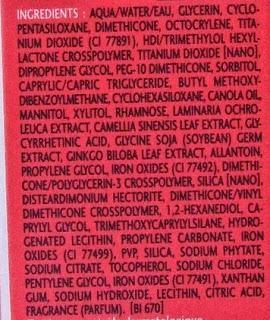 INGREDIENTS : AQUA/WATER/EAU, GLYCERIN, CYCLO-
PENTASILOXANE, DIMETHICONE, OCTOCRYLENE, TITA-
NIUM DIOXIDE (CI 77891), HDI/TRIMETHYLOL HEXYL-
LACTONE CROSSPOLYMER, TITANIUM DIOXIDE [NANO],
DIPROPYLENE GLYCOL, PEG-10 DIMETHICONE, SORBITOL,
CAPRYLIC/CAPRIC TRIGLYCERIDE, BUTYL METHOXY-
DIBENZOYLMETHANE, CYCLOHEXASILOXANE, CANOLA OIL,
MANNITOL, XYLITOL, RHAMNOSE, LAMINARIA OCHRO-
LEUCA EXTRACT, CAMELLIA SINENSIS LEAF EXTRACT, GLY-
CYRRHETINIC ACID, GLYCINE SOJA (SOYBEAN) GERM
EXTRACT, GINKGO BILOBA LEAF EXTRACT, ALLANTOIN,
PROPYLENE GLYCOL, IRON OXIDES (CI 77492), DIMETHI-
CONE/POLYGLYCERIN-3 CROSSPOLYMER, SILICA [NANO],
DISTEARDIMONIUM HECTORITE, DIMETHICONE/VINYL
DIMETHICONE CROSSPOLYMER, 1,2-HEXANEDIOL, CA-
PRYLYL GLYCOL, TRIMETHOXYCAPRYLYLSILANE, HYDRO-
GENATED LECITHIN, PROPYLENE CARBONATE, IRON
OXIDES (CI 77499), PVP, SILICA, SODIUM PHYTATE,
SODIUM CITRATE, TOCOPHEROL, SODIUM CHLORIDE,
PENTYLENE GLYCOL, IRON OXIDES (CI 77491), XANTHAN
GUM, SODIUM HYDROXIDE, LECITHIN, CITRIC ACID,
FRAGRANCE (PARFUM). [BI 670]